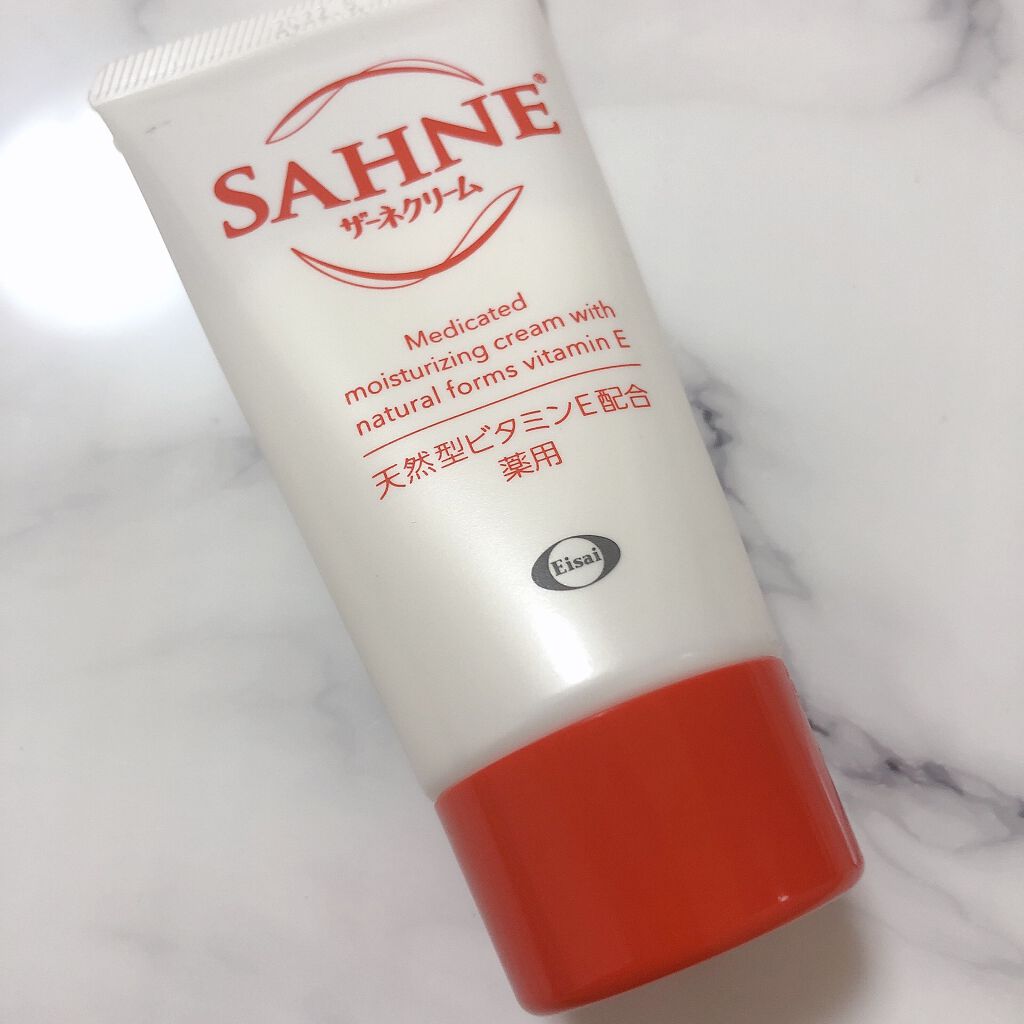 SAHNE®
ザーネクリーム
Medicated
moisturizing cream with
natural forms vitamin E
天然型ビタミンE配合
薬用
Eisai